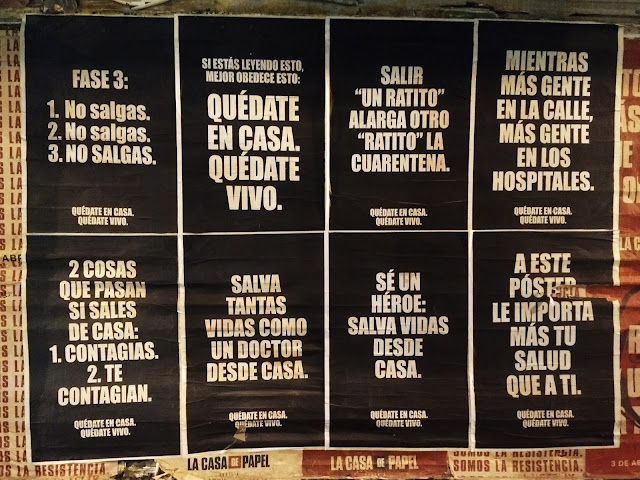 FASE 3:
1. No salgas.
2. No salgas.
3. NO SALGAS.
QUÉDATE EN CASA.
QUÉDATE VIVO.
SI ESTÁS LEYENDO ESTO,
MEJOR OBEDECE ESTO:
QUÉDATE
EN CASA.
QUÉDATE
VIVO.
SALIR
“UN RATITO”
ALARGA OTRO
“RATITO” LA
CUARENTENA.
QUÉDATE EN CASA.
QUÉDATE VIVO.
MIENTRAS
MÁS GENTE
EN LA CALLE,
MÁS GENTE
EN LOS
HOSPITALES.
QUÉDATE EN CASA.
QUÉDATE VIVO.
2 COSAS
QUE PASAN
SI SALES
DE CASA:
1. CONTAGIAS.
2. TE
CONTAGIAN.
QUÉDATE EN CASA.
QUÉDATE VIVO.
SALVA
TANTAS
VIDAS COMO
UN DOCTOR
DESDE CASA.
QUÉDATE EN CASA.
QUÉDATE VIVO.
SÉ UN
HÉROE:
SALVA VIDAS
DESDE
CASA.
QUÉDATE EN CASA.
QUÉDATE VIVO.
A ESTE
PÓSTER
LE IMPORTA
MÁS TU
SALUD
QUE A TI.
QUÉDATE EN CASA.
QUÉDATE VIVO.
SOMOS LA RESISTENCIA.
LA CASA DE PAPEL
LA CASA DE PAPEL
SOMOS LA RESISTENCIA.
3 DE AB